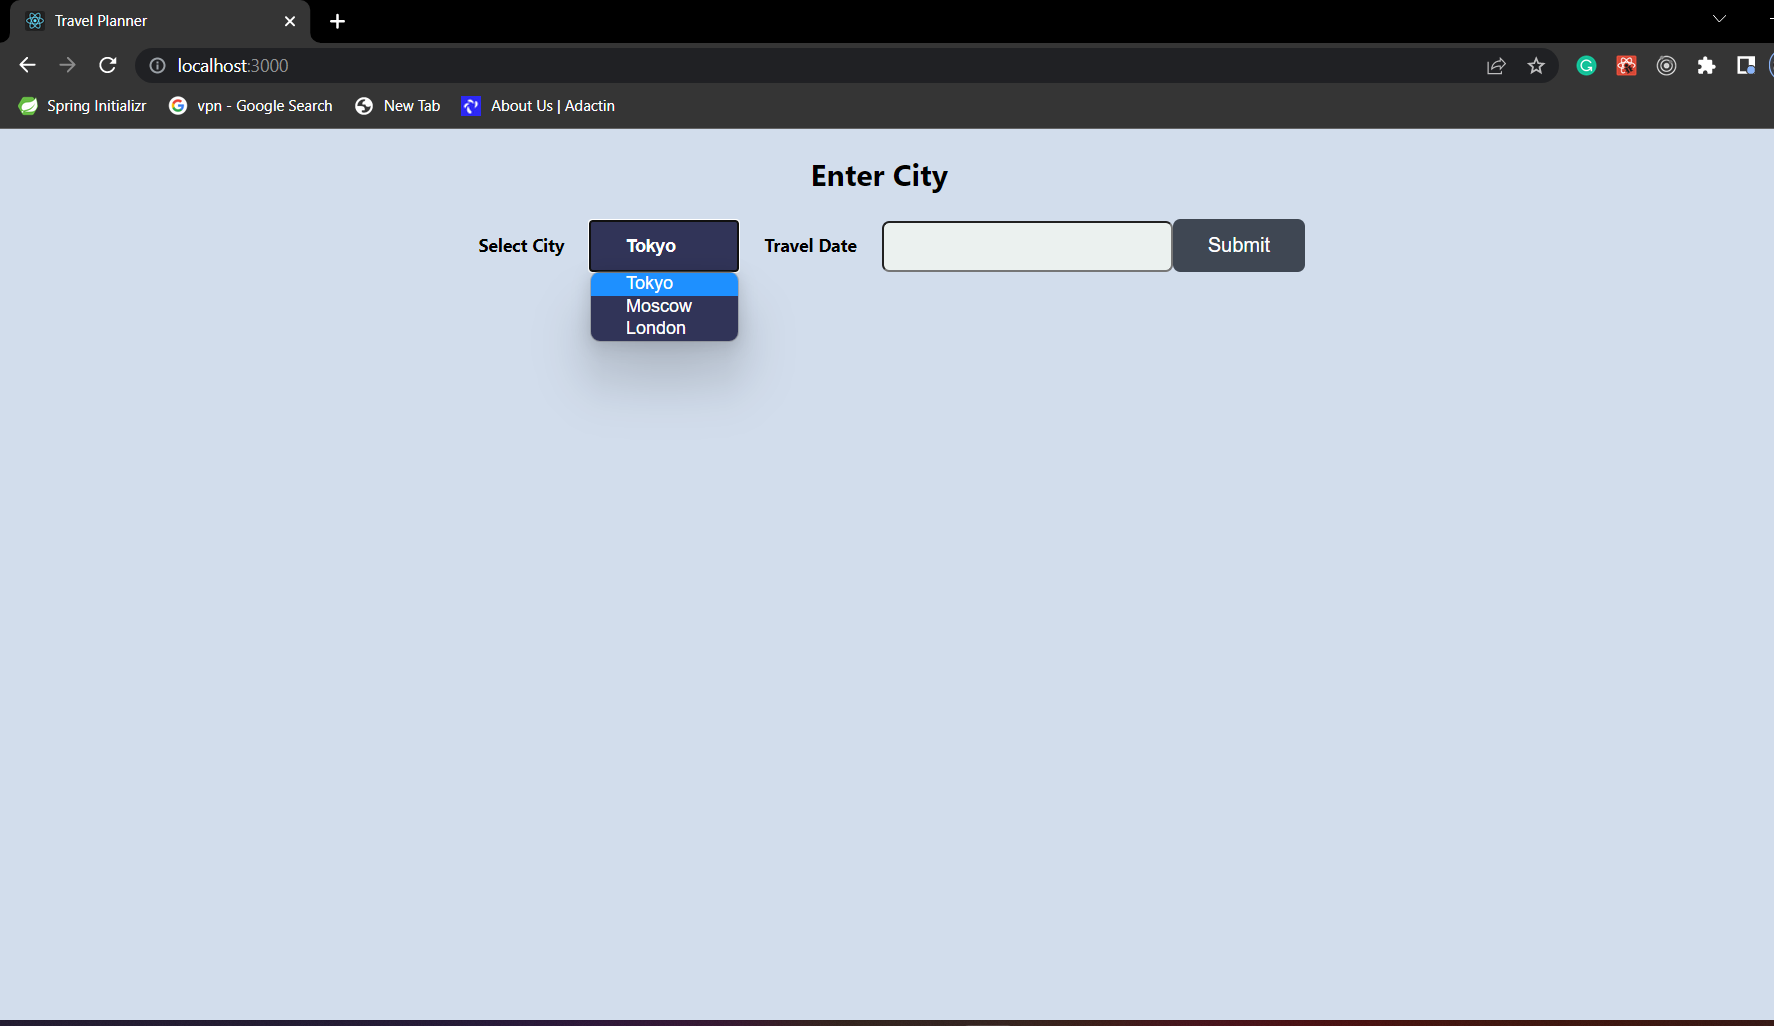 Travel Planner
localhost:3000
Spring Initializr vpn - Google Search New Tab About Us | Adactin
Enter City
Select City Tokyo Travel Date Submit
Tokyo
Moscow
London